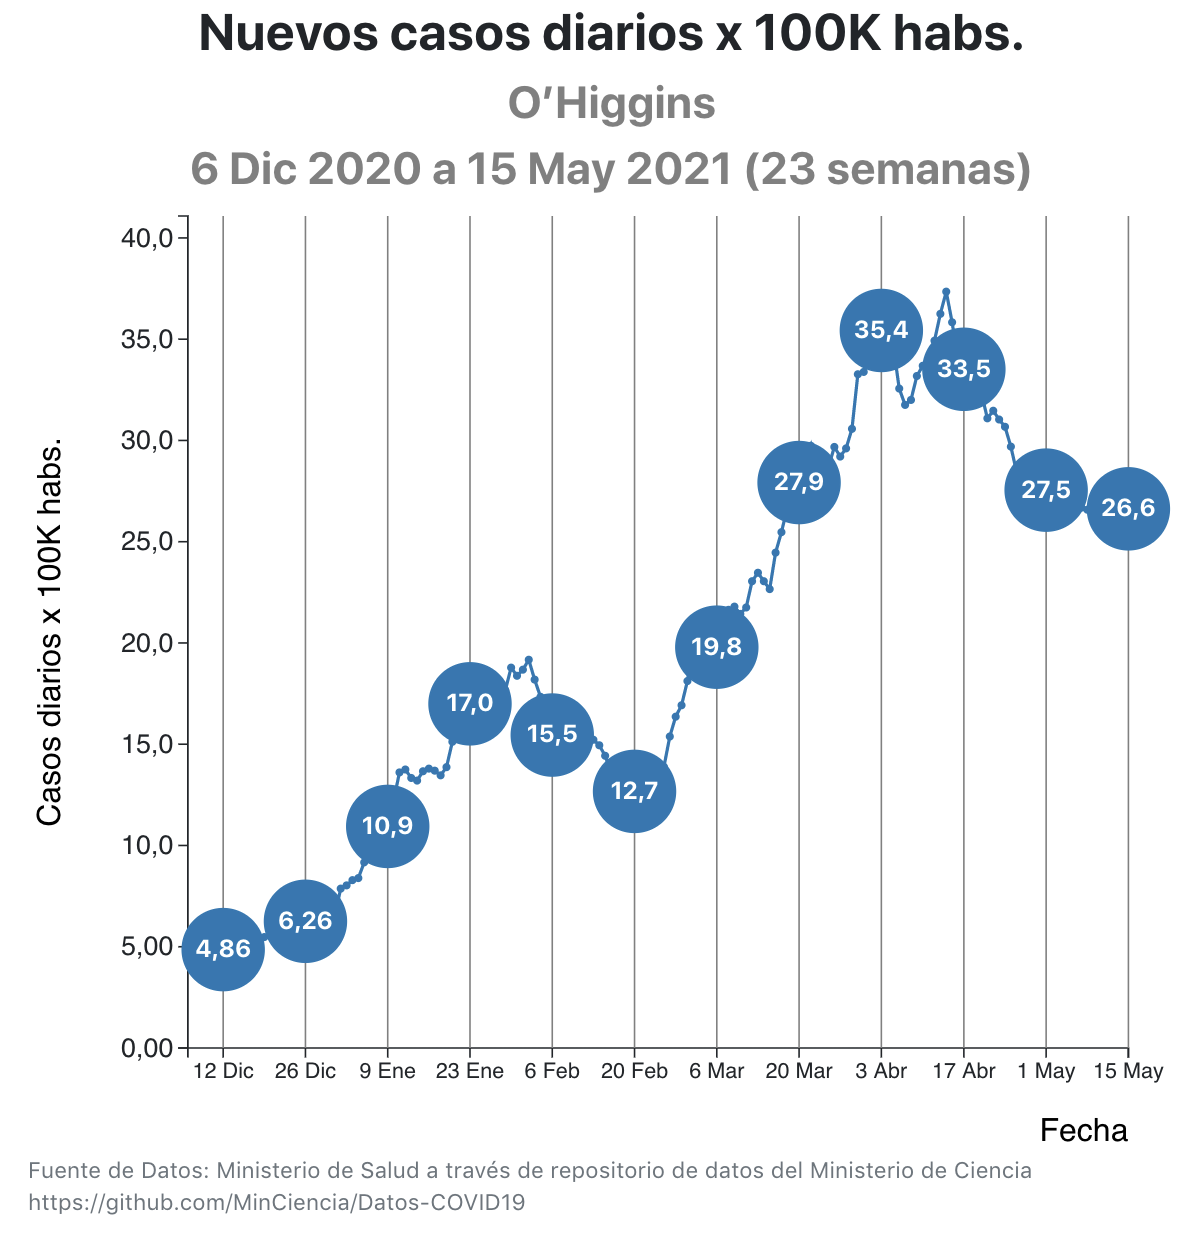 Nuevos casos diarios x 100K habs.
O’Higgins
6 Dic 2020 a 15 May 2021 (23 semanas)
Casos diarios x 100K habs.
40,0
35,0
30,0
25,0
20,0
15,0
10,0
5,00
0,00
4,86
6,26
10,9
17,0
15,5
12,7
19,8
27,9
35,4
33,5
27,5
26,6
12 Dic 26 Dic 9 Ene 23 Ene 6 Feb 20 Feb 6 Mar 20 Mar 3 Abr 17 Abr 1 May 15 May
Fecha
Fuente de Datos: Ministerio de Salud a través de repositorio de datos del Ministerio de Ciencia
https://github.com/MinCiencia/Datos-COVID19